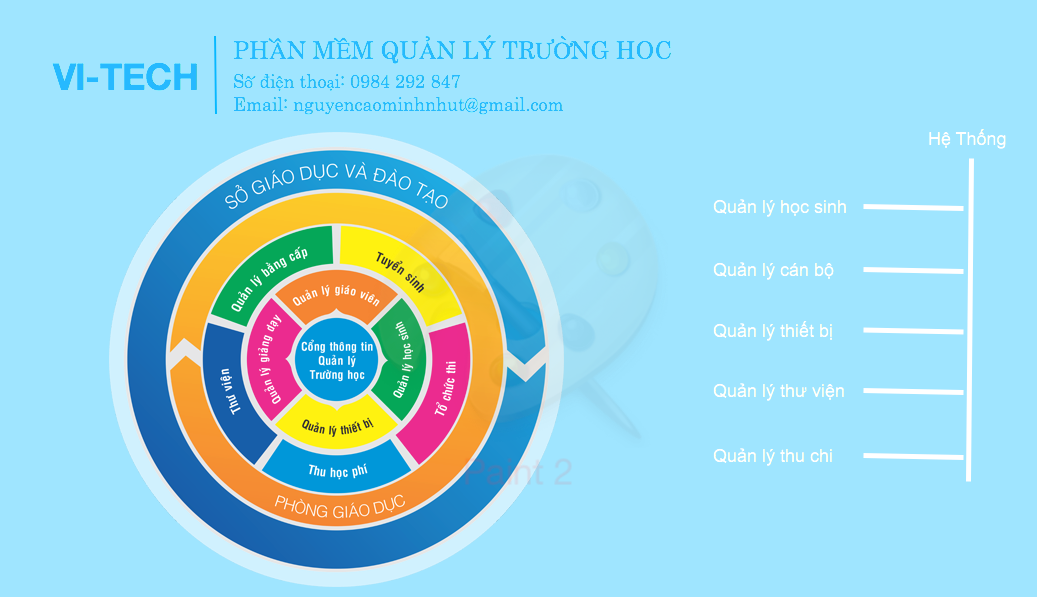 VI-TECH
PHẦN MỀM QUẢN LÝ TRƯỜNG HOC
Số điện thoại: 0984 292 847
Email: nguyencaominhnhut@gmail.com
SỞ GIÁO DỤC VÀ ĐÀO TẠO
Quản lý bằng cấp
Tuyển sinh
Quản lý giáo viên
Quản lý giảng dạy
Quản lý học sinh
Cổng thông tin
Quản lý
Trường học
Thư viện
Tổ chức thi
Quản lý thiết bị
Thu học phí
PHÒNG GIÁO DỤC
Paint 2
Hệ Thống
Quản lý học sinh
Quản lý cán bộ
Quản lý thiết bị
Quản lý thư viện
Quản lý thu chi